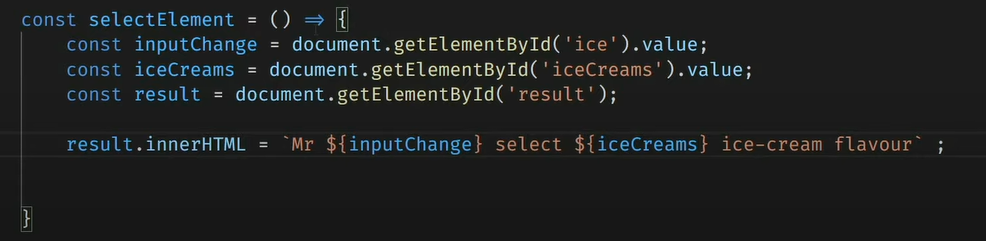 const selectElement = () => {
    const inputChange = document.getElementById('ice').value;
    const iceCreams = document.getElementById('iceCreams').value;
    const result = document.getElementById('result');
    result.innerHTML = `Mr ${inputChange} select ${iceCreams} ice-cream flavour` ;
}